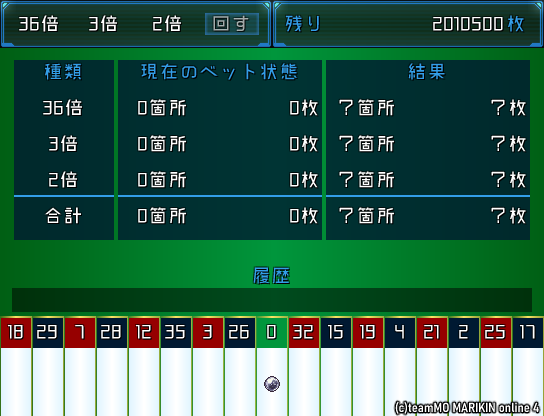 36倍 3倍 2倍 回す 残り 2010500枚
種類 現在のベット状態 結果
36倍 0箇所 0枚 ?箇所 ?枚
3倍 0箇所 0枚 ?箇所 ?枚
2倍 0箇所 0枚 ?箇所 ?枚
合計 0箇所 0枚 ?箇所 ?枚
履歴
18 29 7 28 12 35 3 26 0 32 15 19 4 21 2 25 17
(c)teamMO MARIKIN online 4